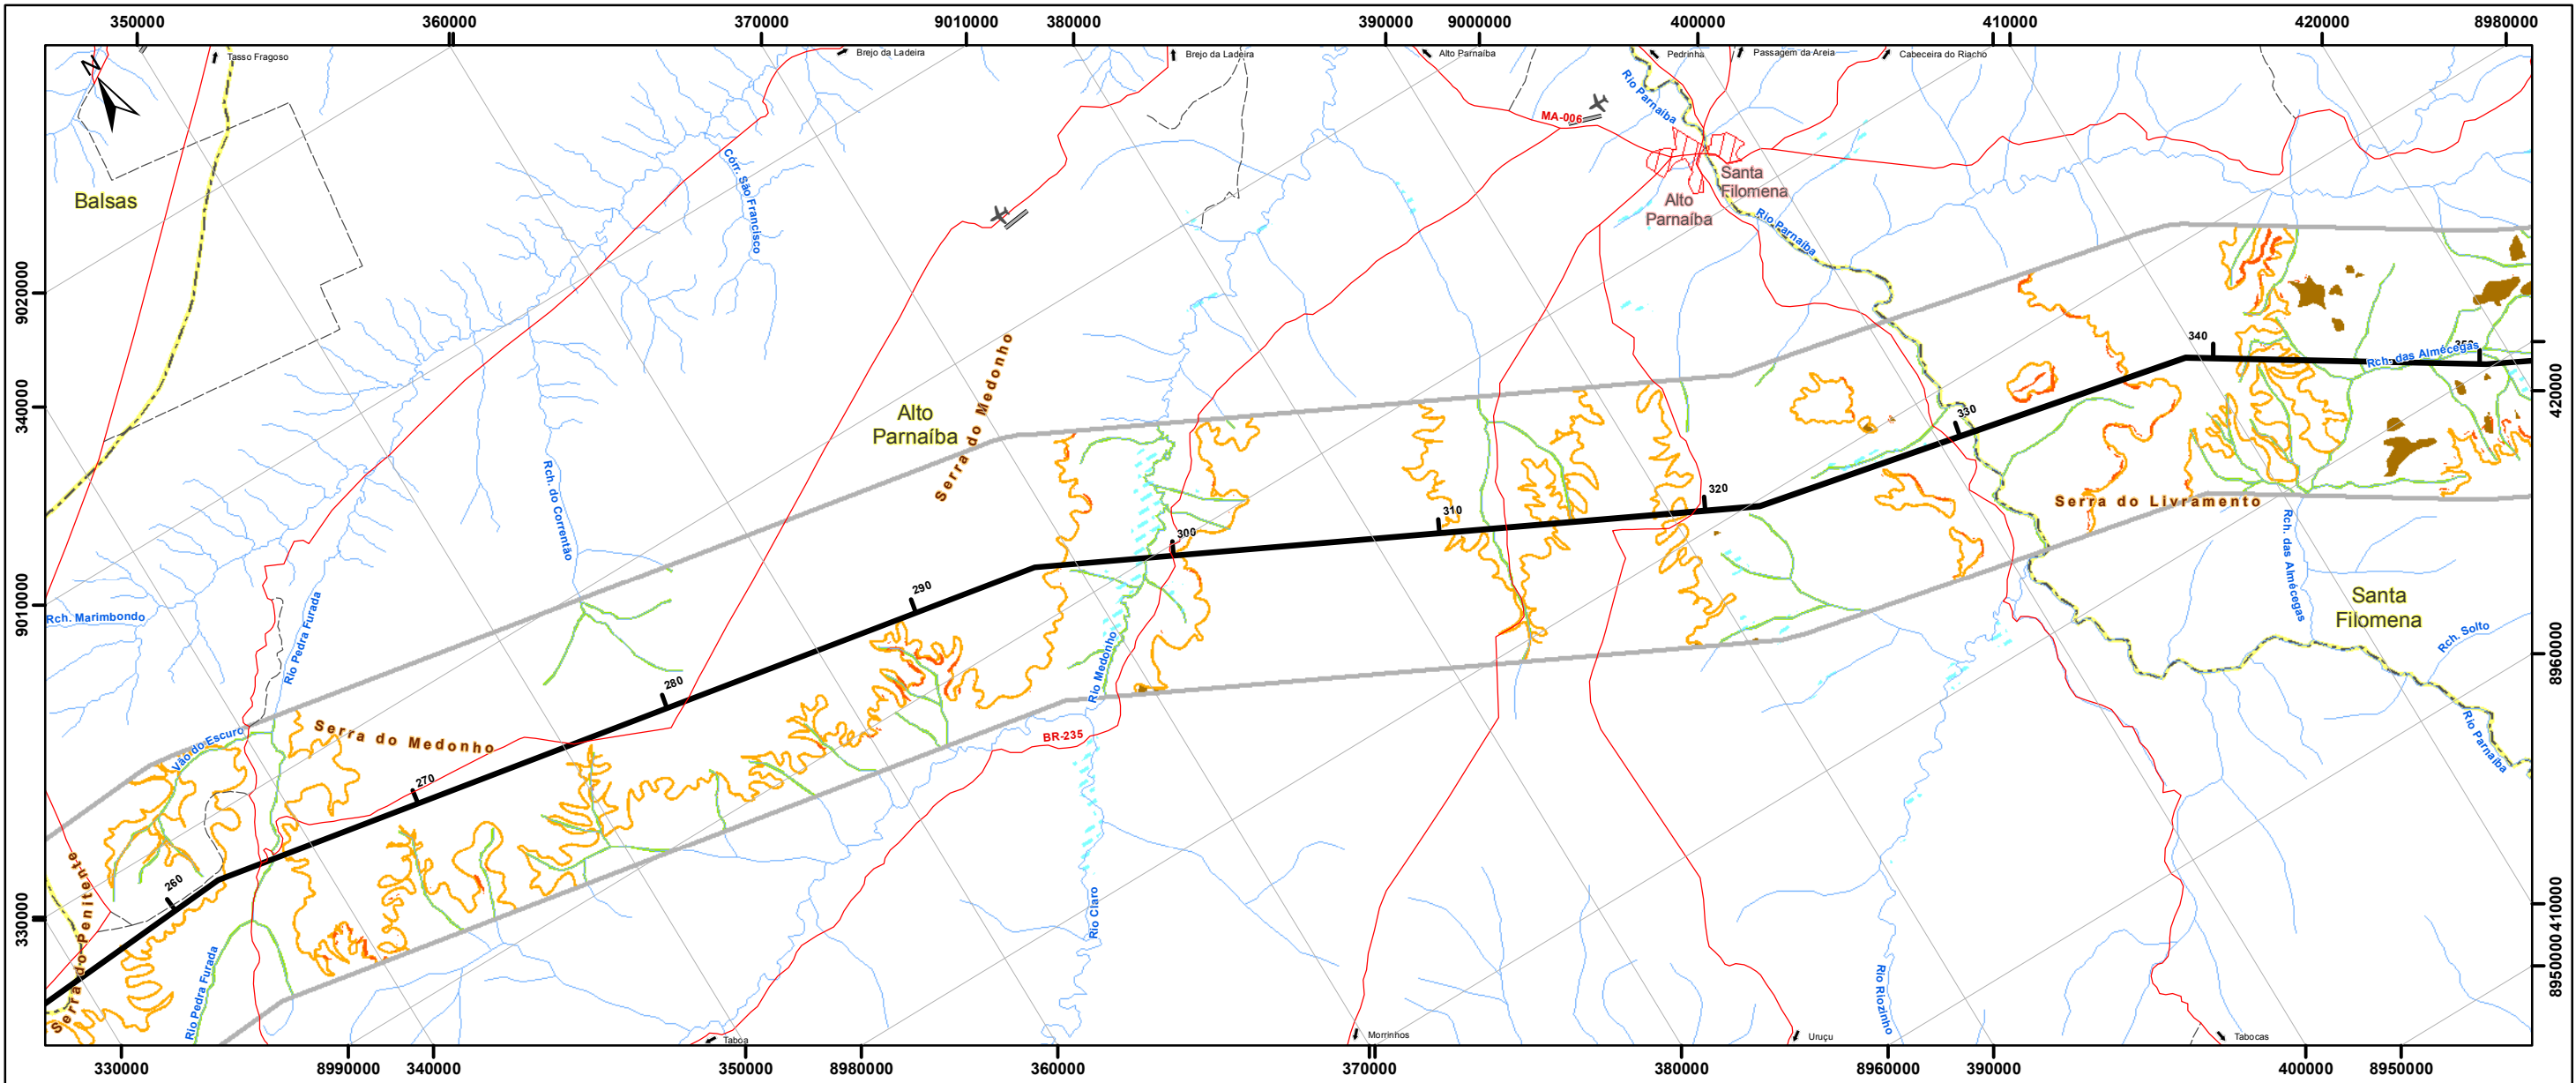 350000
360000
370000
9010000
380000
390000
9000000
400000
410000
420000
8980000
N
Tasso Fragoso
Brejo da Ladeira
Brejo da Ladeira
Alto Parnaíba
Pedrinha
Passagem da Areia
Cabeceira do Riacho
Rio Parnaíba
MA-006
Balsas
Córr. São Francisco
Santa
Filomena
Alto
Parnaíba
Rio Parnaíba
9020000
340000
9010000
330000
Serra do Medonho
Alto
Parnaíba
340
350
Rch. das Almécegas
420000
330
320
310
300
290
280
270
260
Serra do Livramento
Rch. do Correntão
Rch. das Almécegas
Rch. Marimbondo
Rio Pedra Furada
Santa
Filomena
Rch. Solto
8960000
Rio Medonho
Vão do Escuro
Serra do Medonho
BR-235
Rio Parnaíba
Serra do Penitente
Rio Claro
410000
8950000
Rio Pedra Furada
Rio Riozinho
Taboa
Morrinhos
Uruçu
Tabocas
330000
8990000
340000
350000
8980000
360000
370000
380000
8960000
390000
400000
8950000